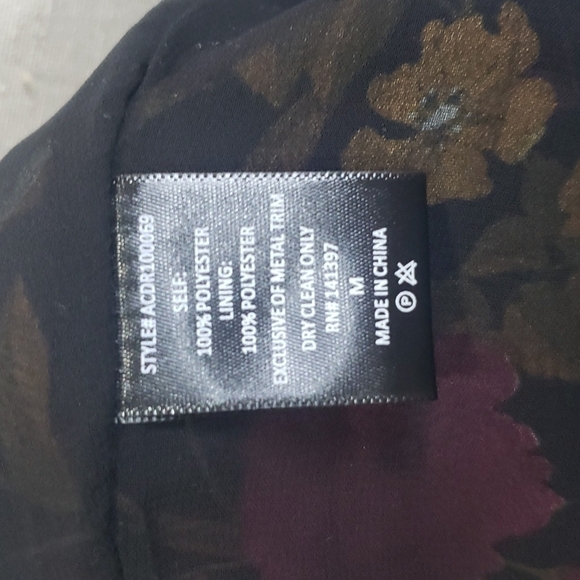 STYLE# ACDR100069
SELF:
100% POLYESTER
LINING:
100% POLYESTER
EXCLUSIVE OF METAL TRIM
DRY CLEAN ONLY
RN# 141397
M
MADE IN CHINA
P